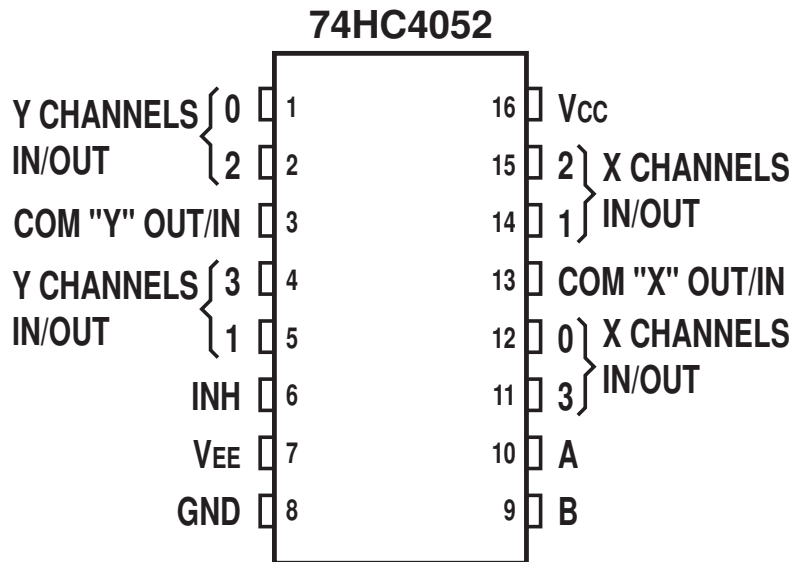 74HC4052
Y CHANNELS IN/OUT
0 1
2 2
COM "Y" OUT/IN 3
Y CHANNELS IN/OUT
3 4
1 5
INH 6
VEE 7
GND 8
16 VCC
15 2
14 1
X CHANNELS IN/OUT
13 COM "X" OUT/IN
12 0
11 3
X CHANNELS IN/OUT
10 A
9 B